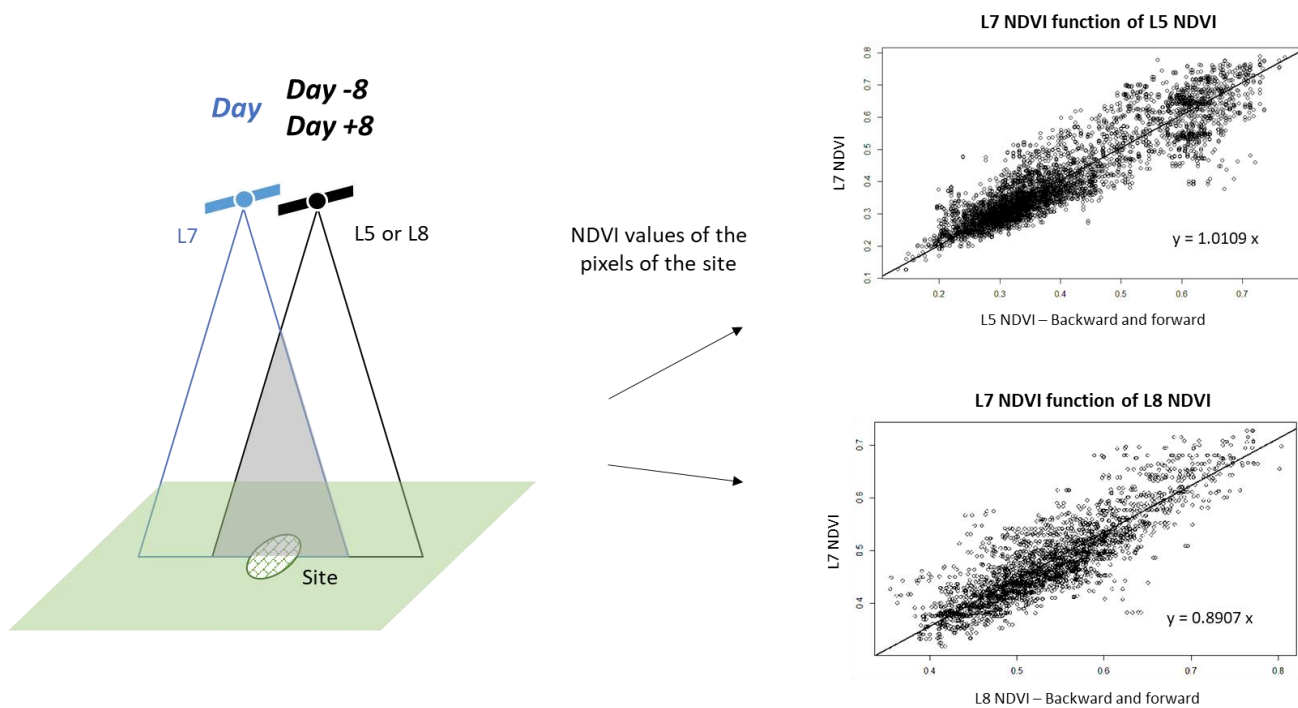 Day
Day -8
Day +8
L7
L5 or L8
Site
NDVI values of the
pixels of the site
L7 NDVI function of L5 NDVI
L7 NDVI
0.8
0.7
0.6
0.5
0.4
0.3
0.2
0.1
y = 1.0109 x
0.2 0.3 0.4 0.5 0.6 0.7
L5 NDVI – Backward and forward
L7 NDVI function of L8 NDVI
L7 NDVI
0.7
0.6
0.5
0.4
y = 0.8907 x
0.4 0.5 0.6 0.7 0.8
L8 NDVI – Backward and forward